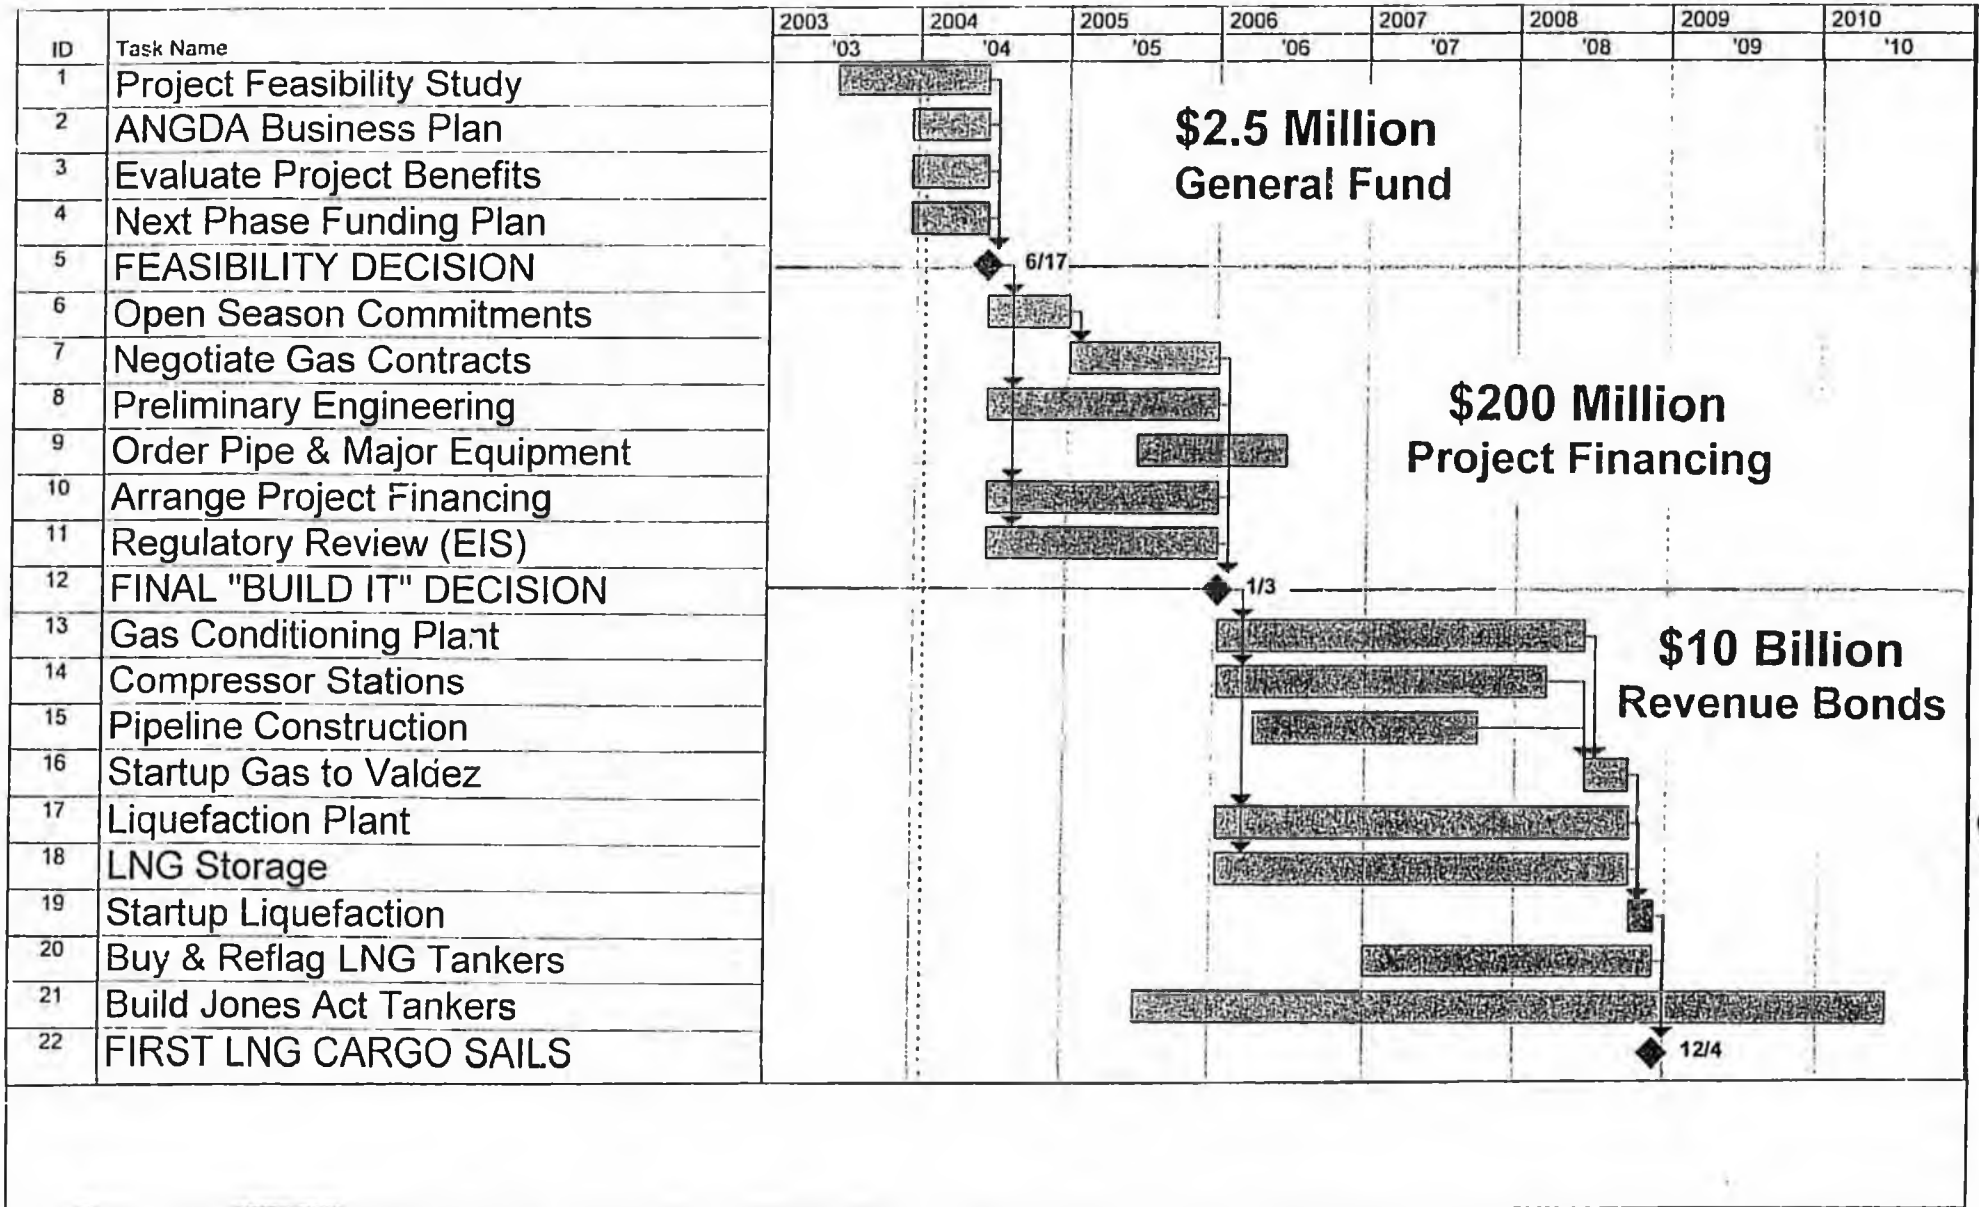 2003 2004 2005 2006 2007 2008 2009 2010
ID Task Name '03 '04 '05 '06 '07 '08 '09 '10
1 Project Feasibility Study
2 ANGDA Business Plan
3 Evaluate Project Benefits
4 Next Phase Funding Plan
$2.5 Million
General Fund
5 FEASIBILITY DECISION 6/17
6 Open Season Commitments
7 Negotiate Gas Contracts
8 Preliminary Engineering
9 Order Pipe & Major Equipment
10 Arrange Project Financing
11 Regulatory Review (EIS)
$200 Million
Project Financing
12 FINAL "BUILD IT" DECISION 1/3
13 Gas Conditioning Plant
14 Compressor Stations
15 Pipeline Construction
$10 Billion
Revenue Bonds
16 Startup Gas to Valdez
17 Liquefaction Plant
18 LNG Storage
19 Startup Liquefaction
20 Buy & Reflag LNG Tankers
21 Build Jones Act Tankers
22 FIRST LNG CARGO SAILS 12/4